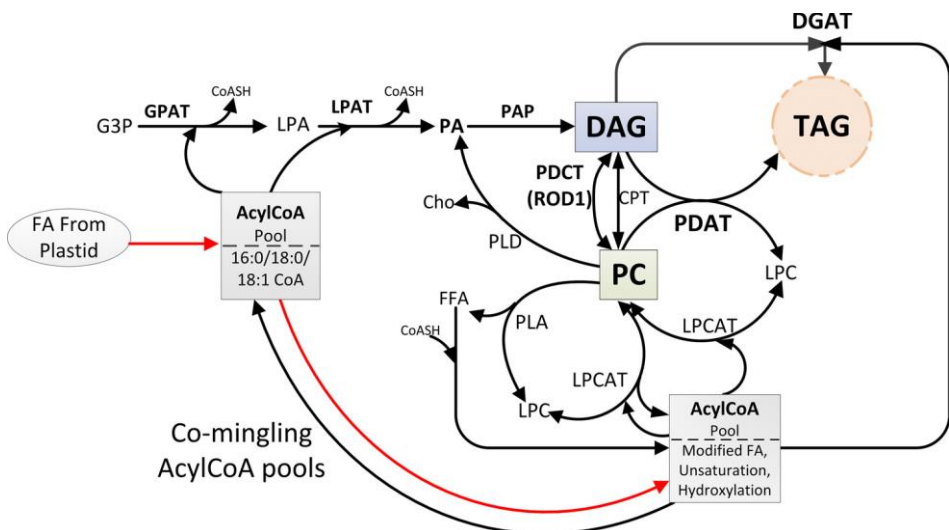 DGAT
CoASH
CoASH
GPAT
LPAT
PAP
G3P
LPA
PA
DAG
TAG
PDCT
(ROD1)
CPT
PDAT
AcylCoA
Pool
16:0/18:0/
18:1 CoA
FA From
Plastid
Cho
PLD
PC
LPC
FFA
PLA
CoASH
LPCAT
LPCAT
LPC
AcylCoA
Pool
Modified FA,
Unsaturation,
Hydroxylation
Co-mingling
AcylCoA pools